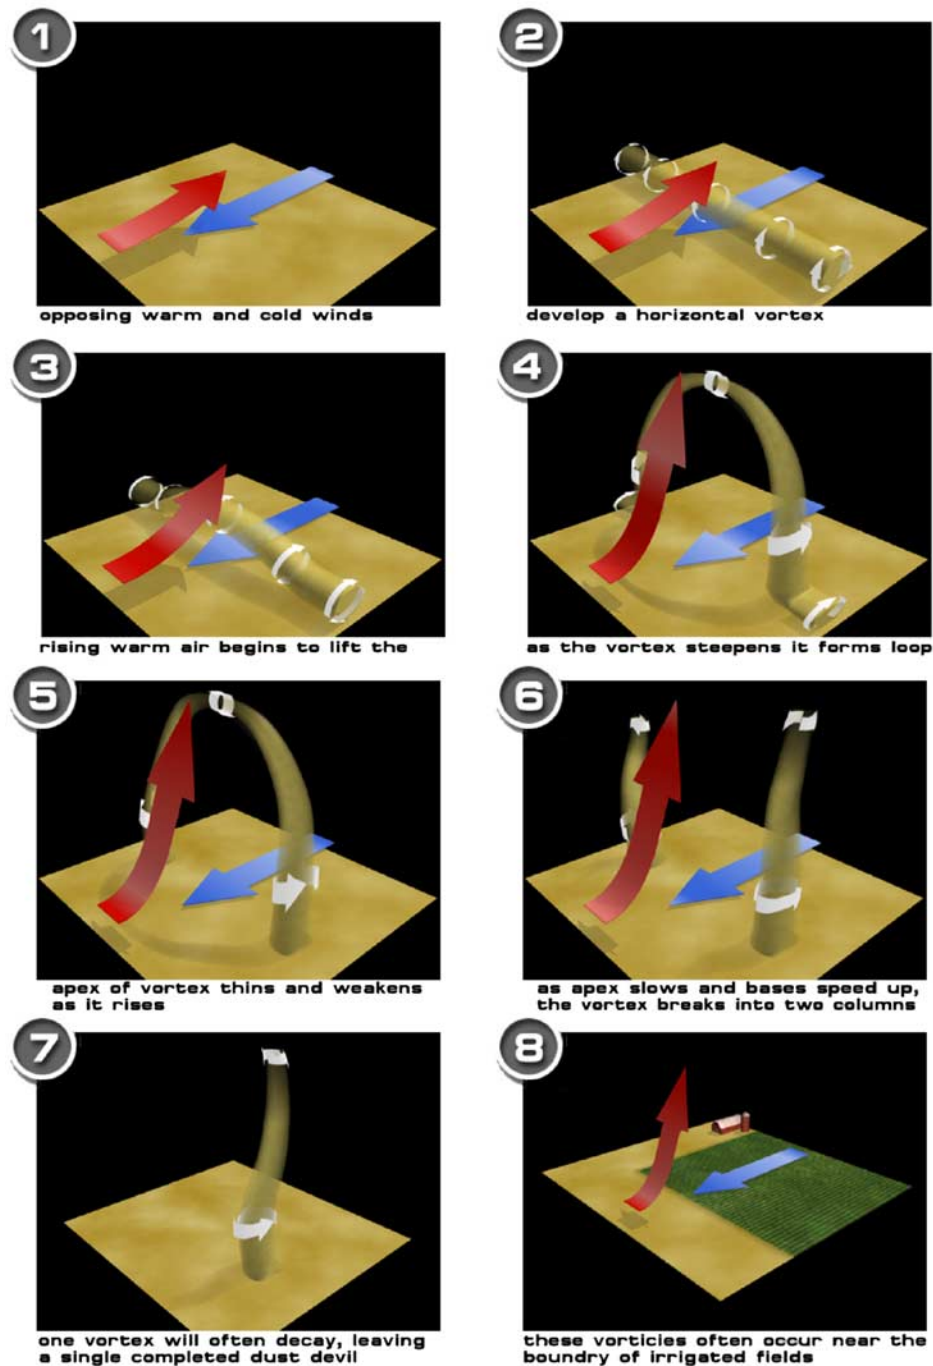 1
opposing warm and cold winds
2
develop a horizontal vortex
3
rising warm air begins to lift the
4
as the vortex steepens it forms loop
5
apex of vortex thins and weakens
as it rises
6
as apex slows and bases speed up,
the vortex breaks into two columns
7
one vortex will often decay, leaving
a single completed dust devil
8
these vorticies often occur near the
boundry of irrigated fields